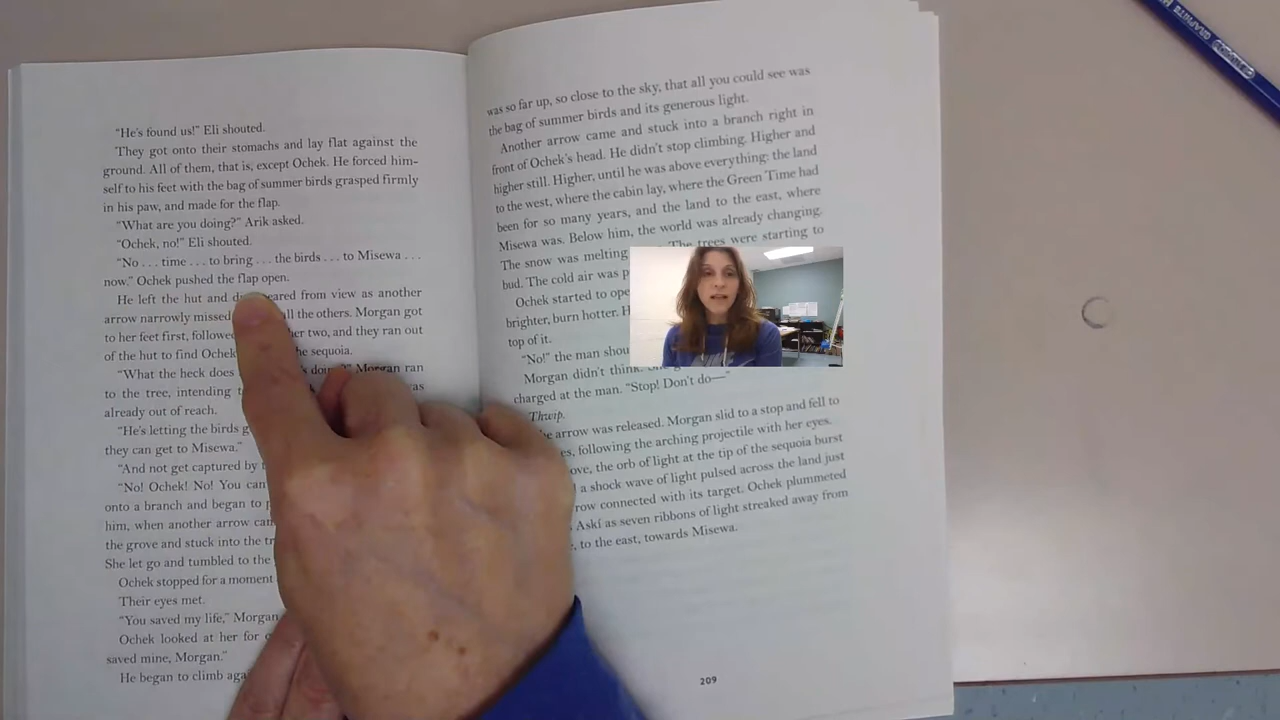 "He's found us!" Eli shouted.
They got onto their stomachs and lay flat against the
ground. All of them, that is, except Ochek. He forced him-
self to his feet with the bag of summer birds grasped firmly
in his paw, and made for the flap.
"What are you doing?" Arik asked.
"Ochek, no!" Eli shouted.
"No . . . time . . . to bring . . . the birds . . . to Misewa . . .
now." Ochek pushed the flap open.
He left the hut and from view as another
arrow narrowly missed all the others. Morgan got
to her feet first, followed two, and they ran out
of the hut to find Ochek sequoia.
"What the heck does Morgan ran
to the tree, intending
already out of reach.
"He's letting the birds
they can get to Misewa."
"And not get captured by
"No! Ochek! No! You can
onto a branch and began to
him, when another arrow
the grove and stuck into the
She let go and tumbled to the
Ochek stopped for a moment
Their eyes met.
"You saved my life," Morgan
Ochek looked at her for
saved mine, Morgan."
He began to climb
was so far up, so close to the sky, that all you could see was
the bag of summer birds and its generous light.
Another arrow came and stuck into a branch right in
front of Ochek's head. He didn't stop climbing. Higher and
higher still. Higher, until he was above everything: the land
to the west, where the cabin lay, where the Green Time had
been for so many years, and the land to the east, where
Misewa was. Below him, the world was already changing.
The snow was melting The trees were starting to
bud. The cold air was
Ochek started to
brighter, burn hotter.
top of it.
"No!" the man
Morgan didn't think.
charged at the man. "Stop! Don't do—"
Thwip.
arrow was released. Morgan slid to a stop and fell to
following the arching projectile with her eyes.
the orb of light at the tip of the sequoia burst
a shock wave of light pulsed across the land just
connected with its target. Ochek plummeted
Askí as seven ribbons of light streaked away from
to the east, towards Misewa.
209